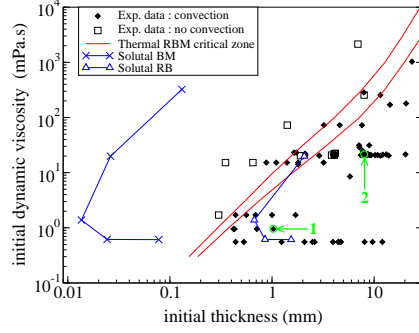 Exp. data : convection
Exp. data : no convection
Thermal RBM critical zone
Solutal BM
Solutal RB
initial dynamic viscosity (mPa.s)
10^4
10^3
10^2
10^1
10^0
10^-1
1
2
0.01
0.1
1
10
initial thickness (mm)